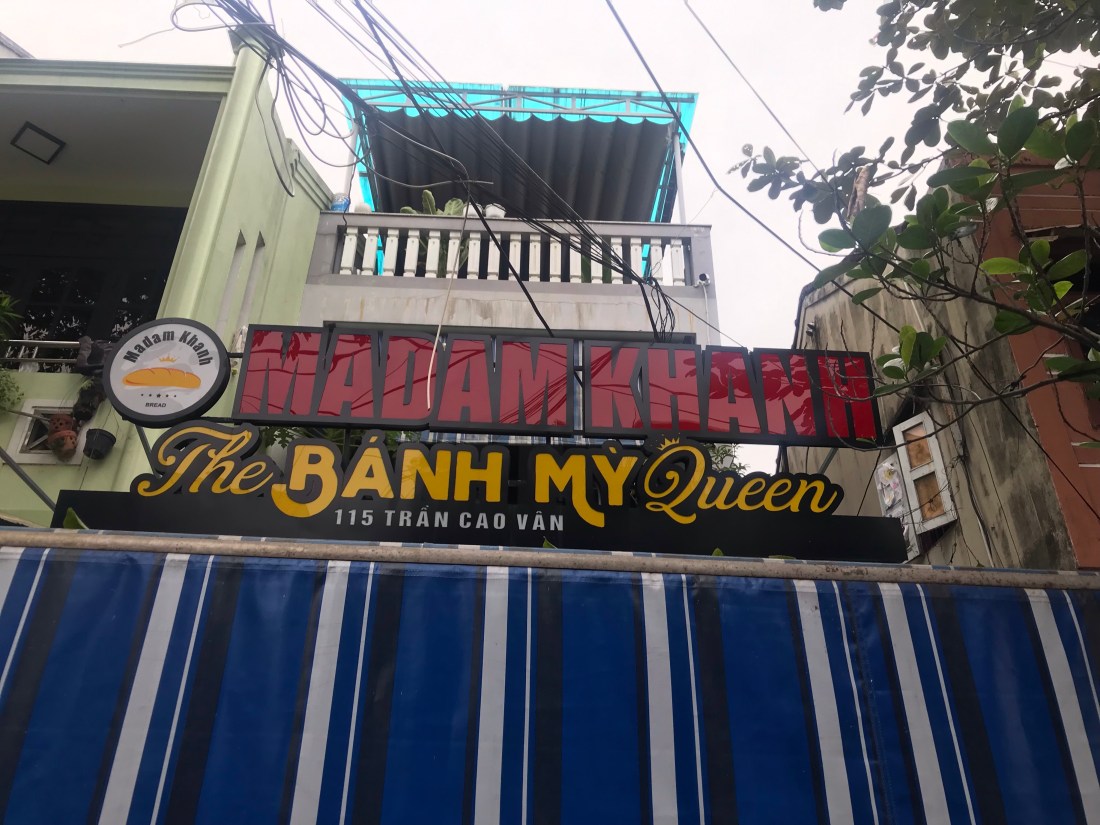 Madam Khanh
BREAD
MADAM KHANH
The BÁNH MỲ Queen
115 TRẦN CAO VÂN